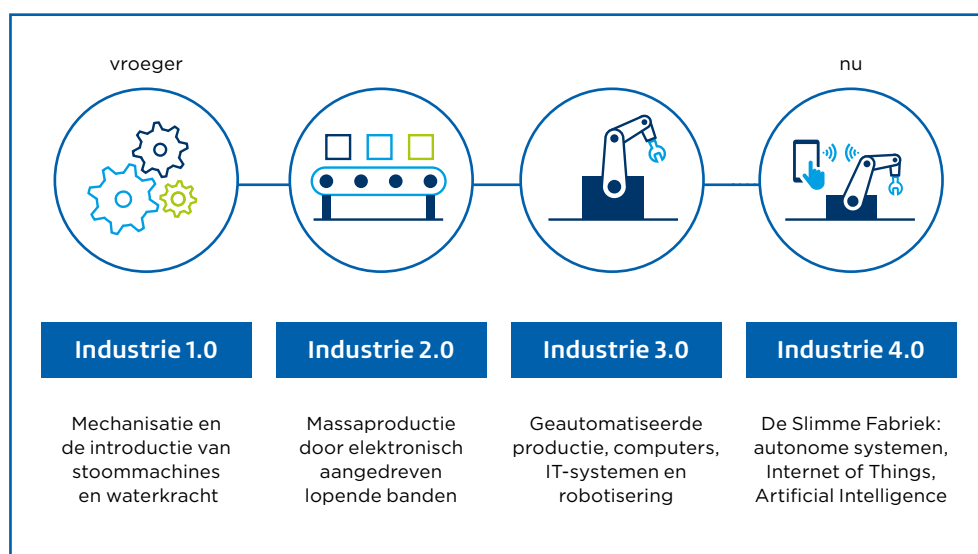 vroeger
nu
Industrie 1.0
Industrie 2.0
Industrie 3.0
Industrie 4.0
Mechanisatie en
de introductie van
stoommachines
en waterkracht
Massaproductie
door elektronisch
aangedreven
lopende banden
Geautomatiseerde
productie, computers,
IT-systemen en
robotisering
De Slimme Fabriek:
autonome systemen,
Internet of Things,
Artificial Intelligence